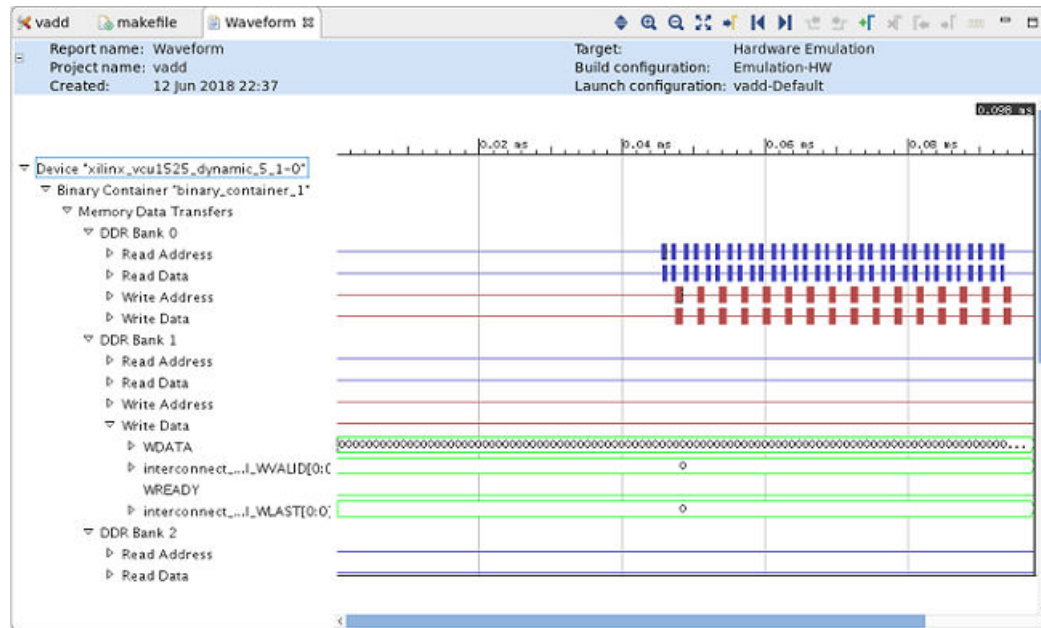 vadd makefile Waveform
Report name: Waveform Target: Hardware Emulation
Project name: vadd Build configuration: Emulation-HW
Created: 12 Jun 2018 22:37 Launch configuration: vadd-Default
0.098 ms
0.02 ms 0.04 ms 0.06 ms 0.08 ms
Device "xilinx_vcu1525_dynamic_5_1-0"
Binary Container "binary_container_1"
Memory Data Transfers
DDR Bank 0
Read Address
Read Data
Write Address
Write Data
DDR Bank 1
Read Address
Read Data
Write Address
Write Data
WDATA
interconnect_...I_WVALID[0:0 0
WREADY
interconnect_...I_WLAST[0:0] 0
DDR Bank 2
Read Address
Read Data